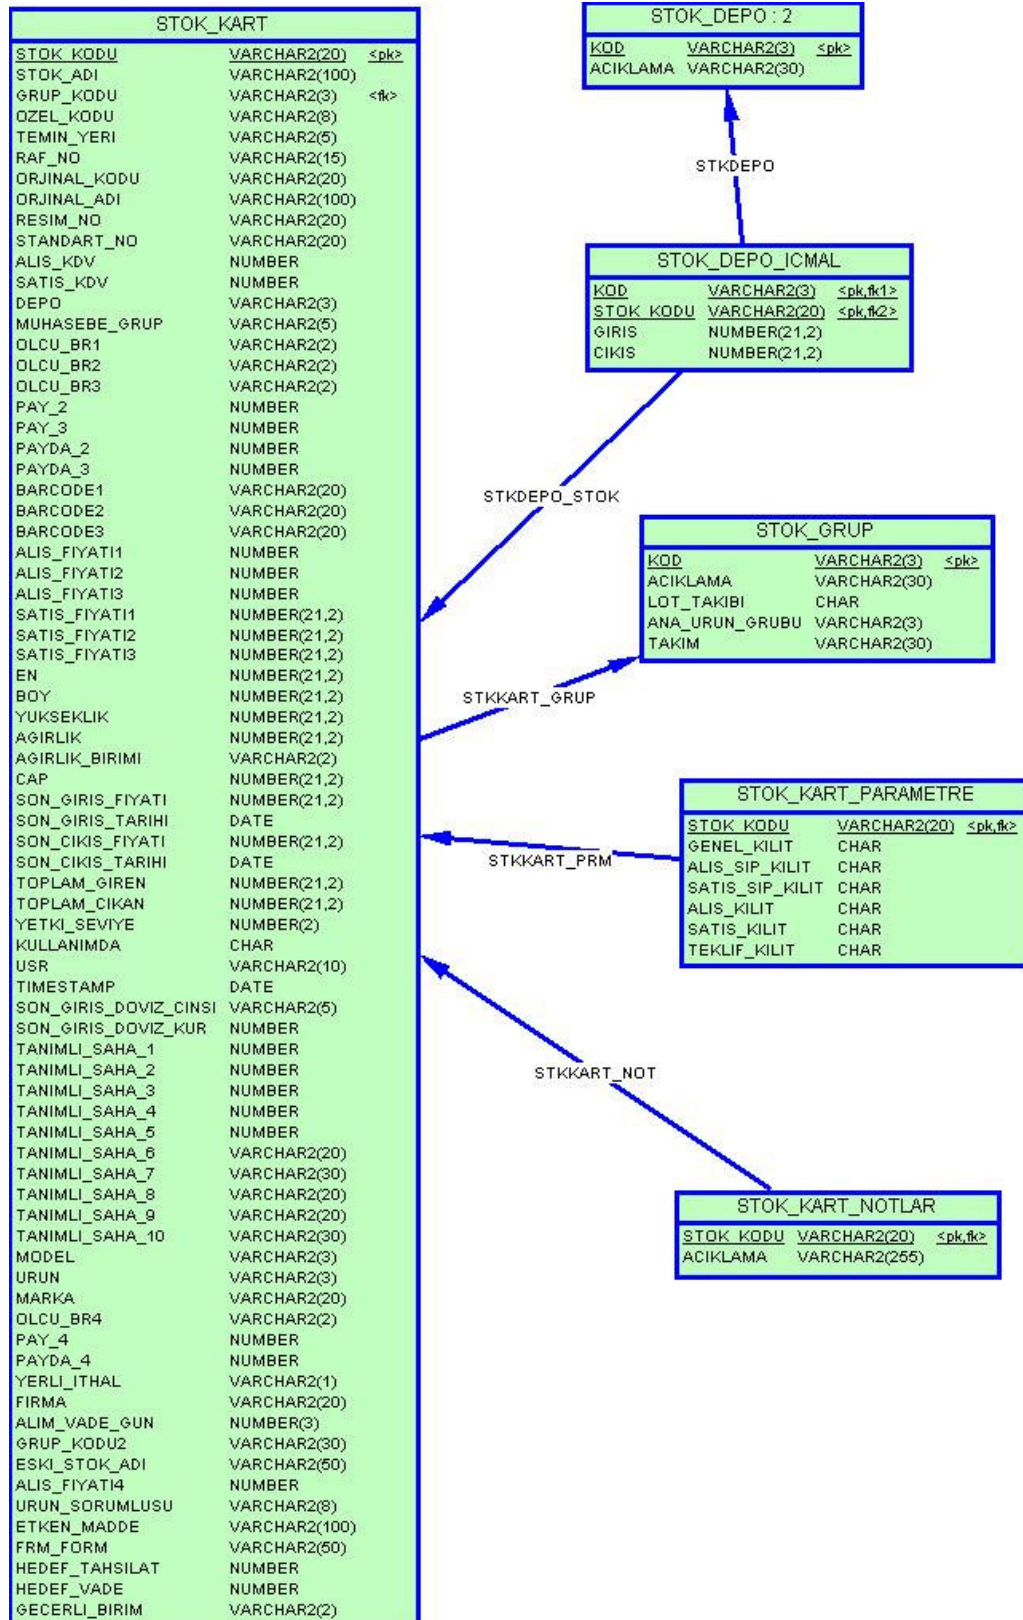 STOK_KART
STOK_KODU VARCHAR2(20) <pk>
STOK_ADI VARCHAR2(100)
GRUP_KODU VARCHAR2(3) <fk>
OZEL_KODU VARCHAR2(8)
TEMIN_YERI VARCHAR2(5)
RAF_NO VARCHAR2(15)
ORJINAL_KODU VARCHAR2(20)
ORJINAL_ADI VARCHAR2(100)
RESIM_NO VARCHAR2(20)
STANDART_NO VARCHAR2(20)
ALIS_KDV NUMBER
SATIS_KDV NUMBER
DEPO VARCHAR2(3)
MUHASEBE_GRUP VARCHAR2(5)
OLCU_BR1 VARCHAR2(2)
OLCU_BR2 VARCHAR2(2)
OLCU_BR3 VARCHAR2(2)
PAY_2 NUMBER
PAY_3 NUMBER
PAYDA_2 NUMBER
PAYDA_3 NUMBER
BARCODE1 VARCHAR2(20)
BARCODE2 VARCHAR2(20)
BARCODE3 VARCHAR2(20)
ALIS_FIYATI1 NUMBER
ALIS_FIYATI2 NUMBER
ALIS_FIYATI3 NUMBER
SATIS_FIYATI1 NUMBER(21,2)
SATIS_FIYATI2 NUMBER(21,2)
SATIS_FIYATI3 NUMBER(21,2)
EN NUMBER(21,2)
BOY NUMBER(21,2)
YUKSEKLIK NUMBER(21,2)
AGIRLIK NUMBER(21,2)
AGIRLIK_BIRIMI VARCHAR2(2)
CAP NUMBER(21,2)
SON_GIRIS_FIYATI NUMBER(21,2)
SON_GIRIS_TARIHI DATE
SON_CIKIS_FIYATI NUMBER(21,2)
SON_CIKIS_TARIHI DATE
TOPLAM_GIREN NUMBER(21,2)
TOPLAM_CIKAN NUMBER(21,2)
YETKI_SEVIYE NUMBER(2)
KULLANIMDA CHAR
USR VARCHAR2(10)
TIMESTAMP DATE
SON_GIRIS_DOVIZ_CINSI VARCHAR2(5)
SON_GIRIS_DOVIZ_KUR NUMBER
TANIMLI_SAHA_1 NUMBER
TANIMLI_SAHA_2 NUMBER
TANIMLI_SAHA_3 NUMBER
TANIMLI_SAHA_4 NUMBER
TANIMLI_SAHA_5 NUMBER
TANIMLI_SAHA_6 VARCHAR2(20)
TANIMLI_SAHA_7 VARCHAR2(30)
TANIMLI_SAHA_8 VARCHAR2(20)
TANIMLI_SAHA_9 VARCHAR2(20)
TANIMLI_SAHA_10 VARCHAR2(30)
MODEL VARCHAR2(3)
URUN VARCHAR2(3)
MARKA VARCHAR2(20)
OLCU_BR4 VARCHAR2(2)
PAY_4 NUMBER
PAYDA_4 NUMBER
YERLI_ITHAL VARCHAR2(1)
FIRMA VARCHAR2(20)
ALIM_VADE_GUN NUMBER(3)
GRUP_KODU2 VARCHAR2(30)
ESKI_STOK_ADI VARCHAR2(50)
ALIS_FIYATI4 NUMBER
URUN_SORUMLUSU VARCHAR2(8)
ETKEN_MADDE VARCHAR2(100)
FRM_FORM VARCHAR2(50)
HEDEF_TAHSILAT NUMBER
HEDEF_VADE NUMBER
GECERLI_BIRIM VARCHAR2(2)
STOK_DEPO : 2
KOD VARCHAR2(3) <pk>
ACIKLAMA VARCHAR2(30)
STKDEPO
STOK_DEPO_ICMAL
KOD VARCHAR2(3) <pk,fk1>
STOK_KODU VARCHAR2(20) <pk,fk2>
GIRIS NUMBER(21,2)
CIKIS NUMBER(21,2)
STKDEPO_STOK
STOK_GRUP
KOD VARCHAR2(3) <pk>
ACIKLAMA VARCHAR2(30)
LOT_TAKIBI CHAR
ANA_URUN_GRUBU VARCHAR2(3)
TAKIM VARCHAR2(30)
STKKART_GRUP
STOK_KART_PARAMETRE
STOK_KODU VARCHAR2(20) <pk,fk>
GENEL_KILIT CHAR
ALIS_SIP_KILIT CHAR
SATIS_SIP_KILIT CHAR
ALIS_KILIT CHAR
SATIS_KILIT CHAR
TEKLIF_KILIT CHAR
STKKART_PRM
STKKART_NOT
STOK_KART_NOTLAR
STOK_KODU VARCHAR2(20) <pk,fk>
ACIKLAMA VARCHAR2(255)